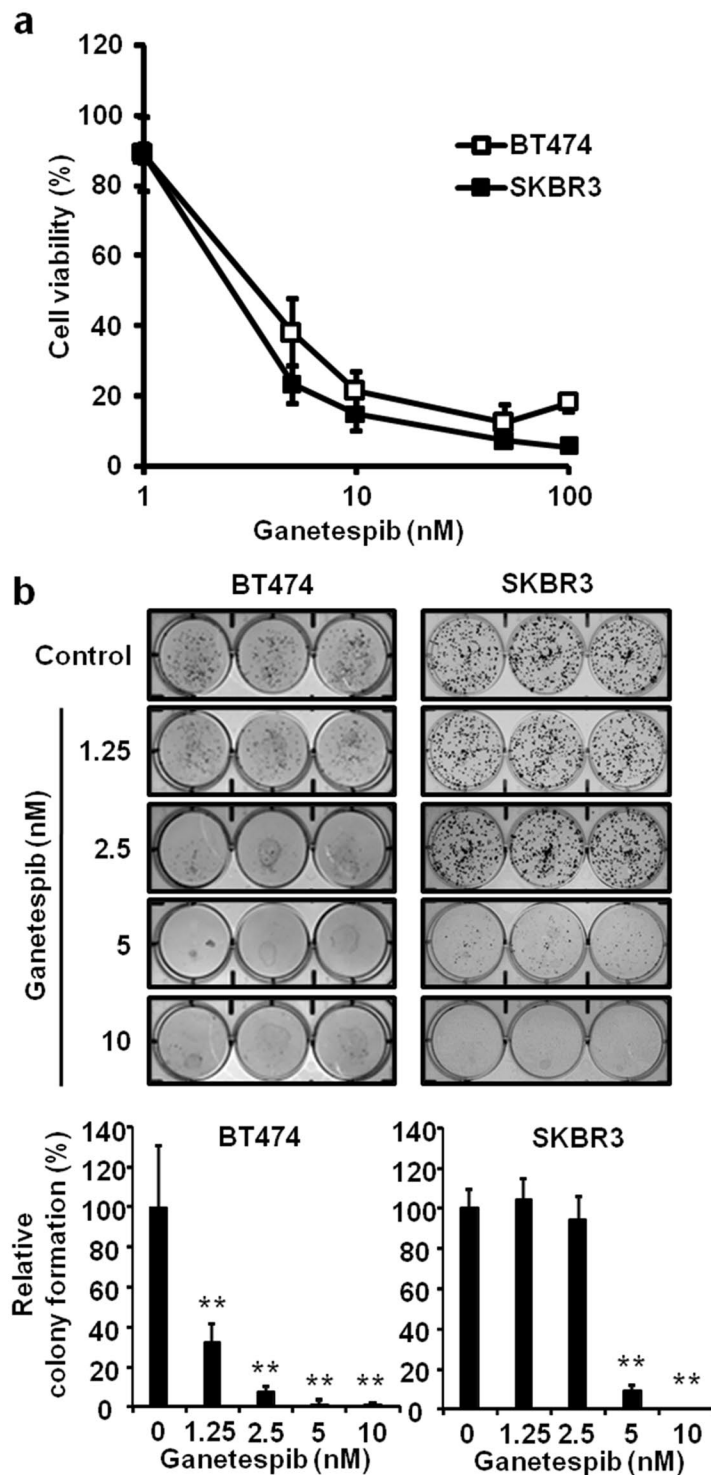 a
120
100
80
60
40
20
0
Cell viability (%)
BT474
SKBR3
1 10 100
Ganetespib (nM)
b
BT474 SKBR3
Control
1.25
2.5
5
10
Ganetespib (nM)
Relative
colony formation (%)
140
120
100
80
60
40
20
0
BT474
**
** ** **
0 1.25 2.5 5 10
Ganetespib (nM)
140
120
100
80
60
40
20
0
SKBR3
** **
0 1.25 2.5 5 10
Ganetespib (nM)